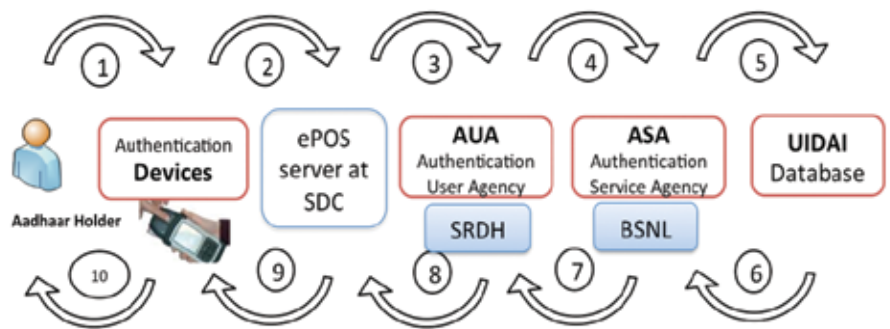 1 2 3 4 5
Authentication
Devices
ePOS
server at
SDC
AUA
Authentication
User Agency
SRDH
ASA
Authentication
Service Agency
BSNL
UIDAI
Database
Aadhaar Holder
10 9 8 7 6